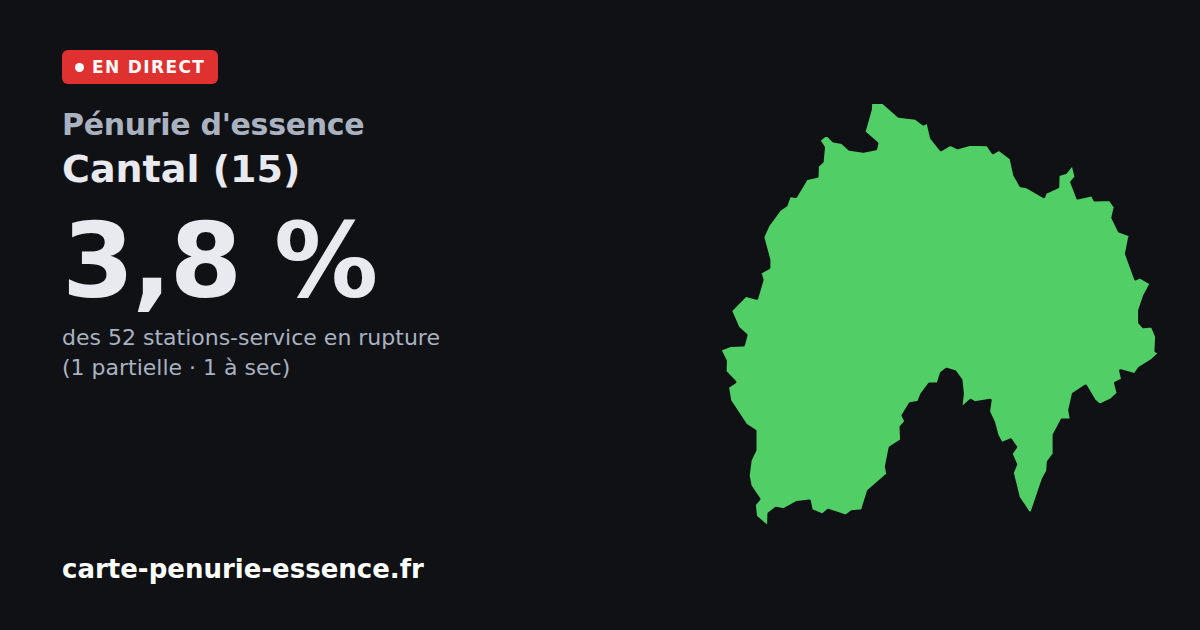 EN DIRECT
Pénurie d'essence
Cantal (15)
3,8 %
des 52 stations-service en rupture
(1 partielle · 1 à sec)
carte-penurie-essence.fr